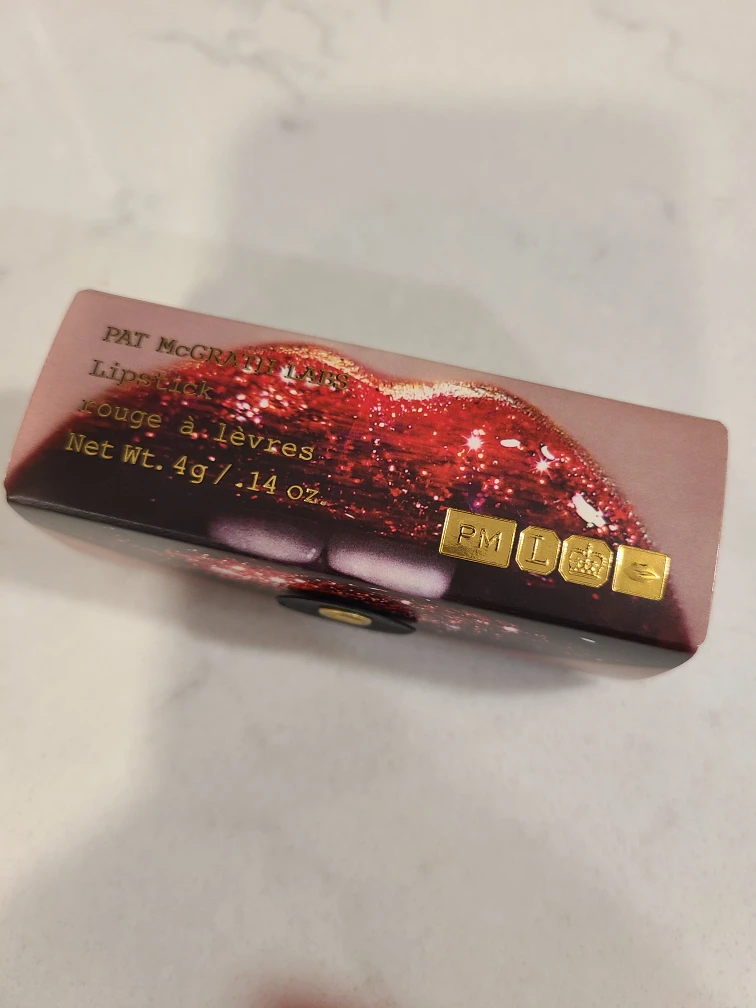 PAT McGRATH LABS
Lipstick
rouge à lèvres
Net Wt. 4g / .14 oz.
PM L